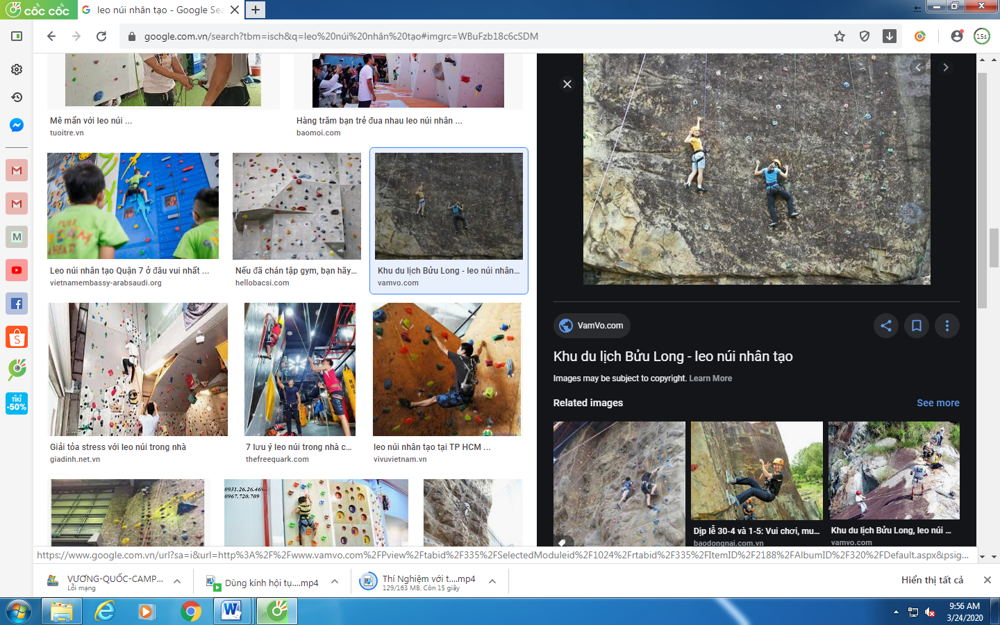 cốc cốc
leo núi nhân tạo - Google Sea
google.com.vn/search?tbm=isch&q=leo%20núi%20nhân%20tạo#imgrc=WBuFzb18c6cSDM
15s
Mê mẩn với leo núi ...
tuoitre.vn
Hàng trăm bạn trẻ đua nhau leo núi nhân ...
baomoi.com
Leo núi nhân tạo Quận 7 ở đâu vui nhất ...
vietnamembassy-arabsaudi.org
Nếu đã chán tập gym, bạn hãy...
hellobacsi.com
Khu du lịch Bửu Long - leo núi nhân...
vamvo.com
Giải tỏa stress với leo núi trong nhà
giadinh.net.vn
7 lưu ý leo núi trong nhà c...
thefreequark.com
leo núi nhân tạo tại TP HCM ...
vivuvietnam.vn
0931.26.26.46
0967.720.709
VamVo.com
Khu du lịch Bửu Long - leo núi nhân tạo
Images may be subject to copyright. Learn More
Related images
See more
Dịp lễ 30-4 và 1-5: Vui chơi, mu...
baodongnai.com.vn
Khu du lịch Bửu Long, leo núi ...
vamvo.com
TIKI
-50%
https://www.google.com.vn/url?sa=i&url=http%3A%2F%2Fwww.vamvo.com%2FPview%2Ftabid%2F335%2FSelectedModuleid%2F1024%2Frtabid%2F335%2FItemID%2F2188%2FAlbumID%2F320%2FDefault.aspx&psig...
VƯƠNG-QUỐC-CAMP...
Lỗi mạng
Dùng kính hội tụ....mp4
Thí Nghiệm với t....mp4
129/163 MB, Còn 15 giây
Hiển thị tất cả
9:56 AM
3/24/2020